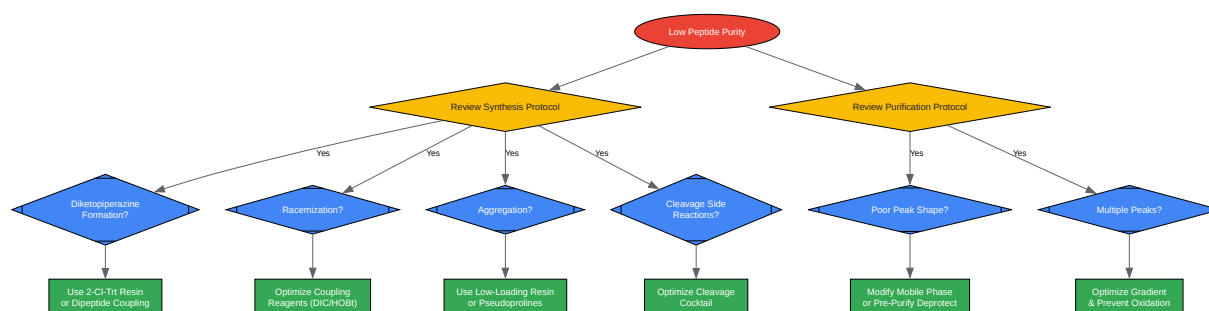 Low Peptide Purity
Review Synthesis Protocol
Review Purification Protocol
Yes
Yes
Yes
Yes
Yes
Yes
Diketopiperazine
Formation?
Racemization?
Aggregation?
Cleavage Side
Reactions?
Poor Peak Shape?
Multiple Peaks?
Use 2-Cl-Trt Resin
or Dipeptide Coupling
Optimize Coupling
Reagents (DIC/HOBt)
Use Low-Loading Resin
or Pseudoprolines
Optimize Cleavage
Cocktail
Modify Mobile Phase
or Pre-Purify Deprotect
Optimize Gradient
& Prevent Oxidation